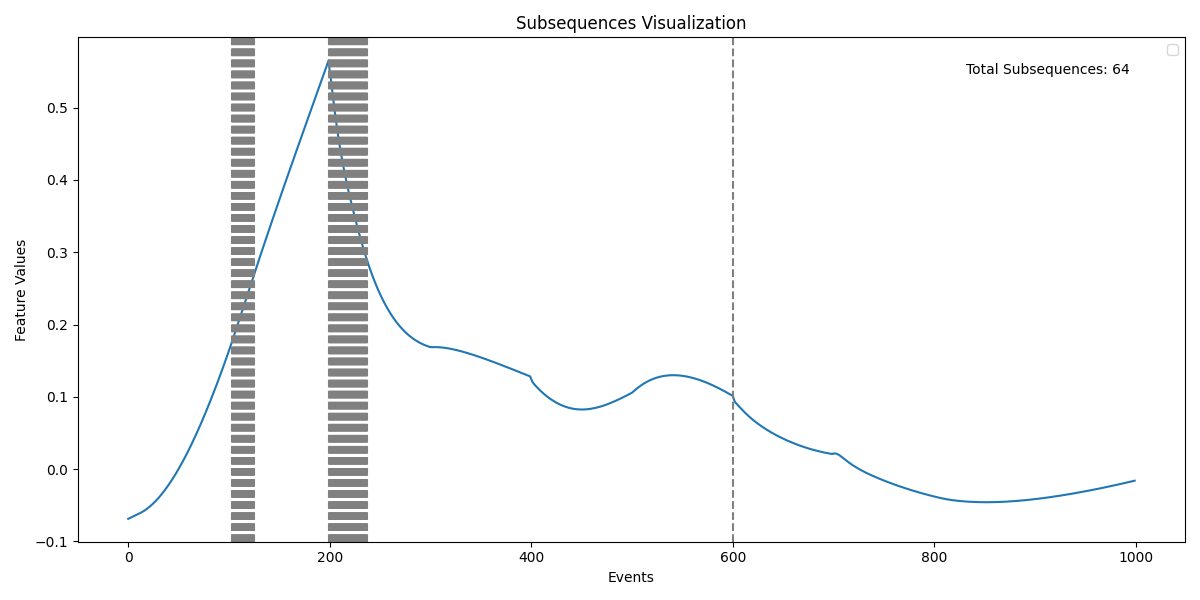 Subsequences Visualization
Total Subsequences: 64
Feature Values
0.5
0.4
0.3
0.2
0.1
0.0
−0.1
0 200 400 600 800 1000
Events